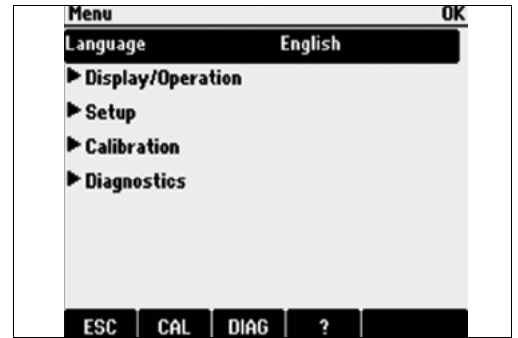 Menu OK
Language English
Display/Operation
Setup
Calibration
Diagnostics
ESC CAL DIAG ?